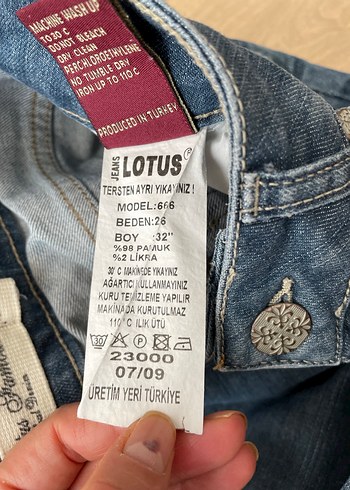 MACHINE WASH UP
TO30 C
DO NOT BLEACH
DRY CLEAN
PERCHLOROETHYLENE
NO TUMBLE DRY
IRON UP TO 110 C
PRODUCED IN TURKEY
JEANS LOTUS®
TERSTEN AYRI YIKAYINIZ !
MODEL:666
BEDEN:26
BOY :32"
%98 PAMUK
%2 LİKRA
30 C MAKİNEDE YIKAYINIZ
AĞARTICI KULLANMAYINIZ
KURU TEMİZLEME YAPILIR
MAKİNADA KURUTULMAZ
110 C ILIK ÜTÜ
30 P
23000
07/09
ÜRETİM YERİ TÜRKİYE